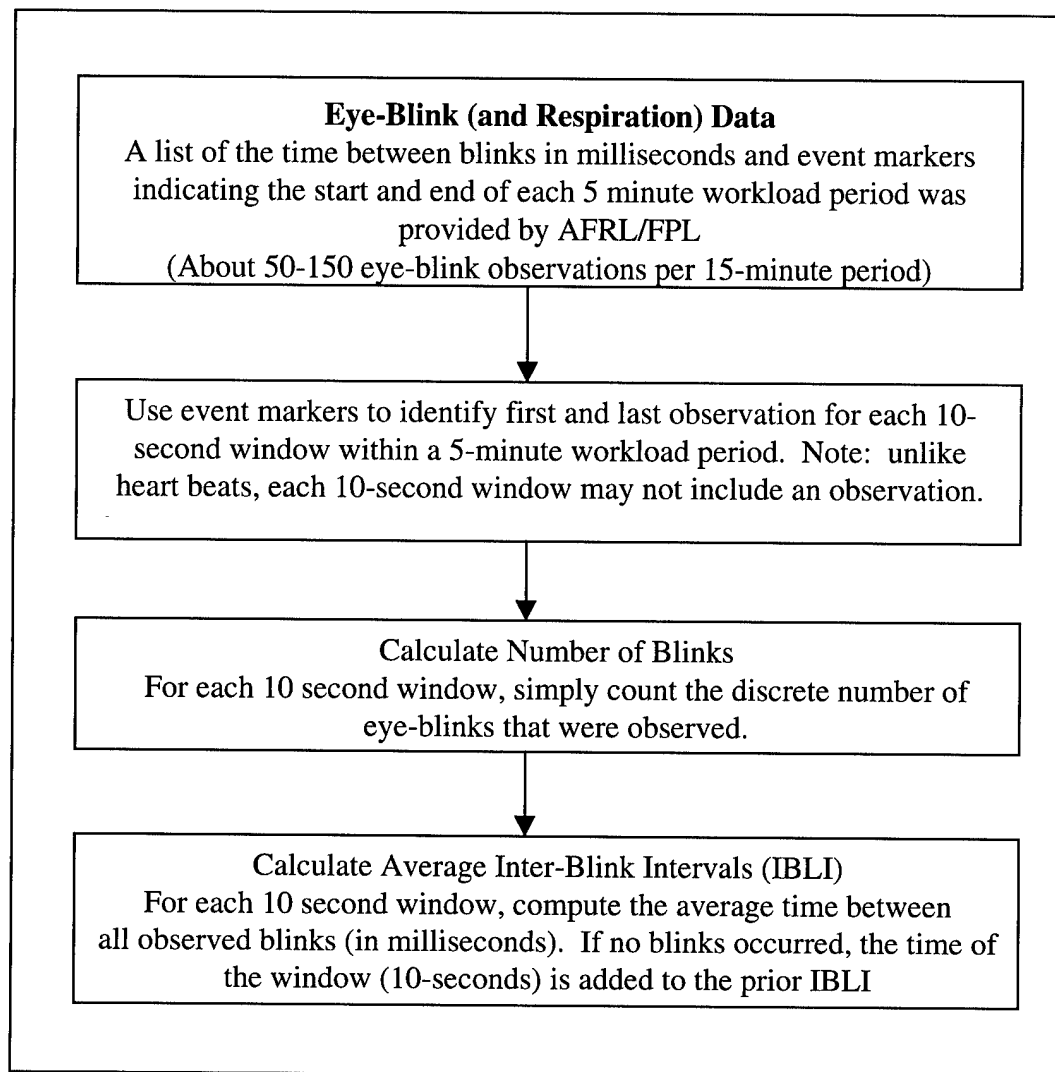 Eye-Blink (and Respiration) Data
A list of the time between blinks in milliseconds and event markers
indicating the start and end of each 5 minute workload period was
provided by AFRL/FPL
(About 50-150 eye-blink observations per 15-minute period)
Use event markers to identify first and last observation for each 10-
second window within a 5-minute workload period.  Note:  unlike
heart beats, each 10-second window may not include an observation.
Calculate Number of Blinks
For each 10 second window, simply count the discrete number of
eye-blinks that were observed.
Calculate Average Inter-Blink Intervals (IBLI)
For each 10 second window, compute the average time between
all observed blinks (in milliseconds).  If no blinks occurred, the time of
the window (10-seconds) is added to the prior IBLI